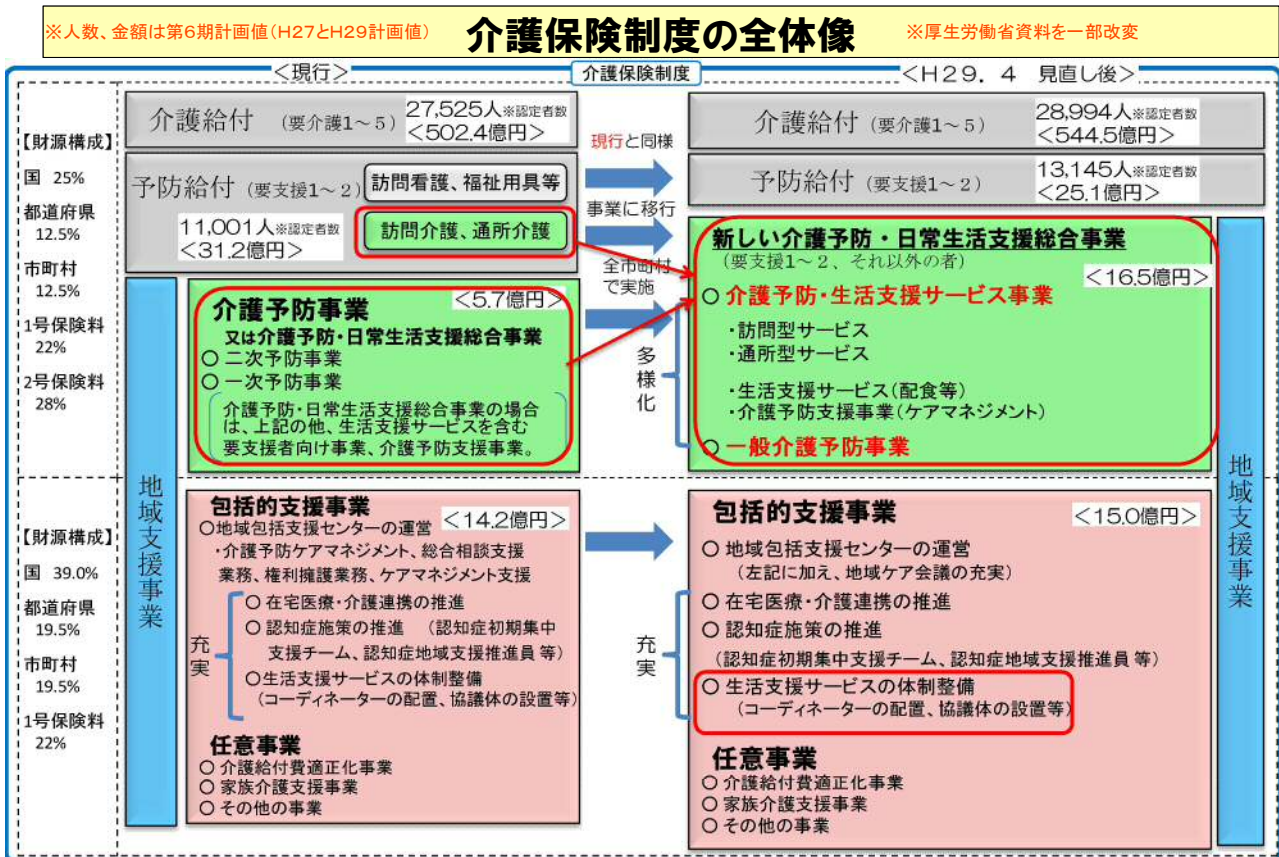 ※人数、金額は第6期計画値(H27とH29計画値)
介護保険制度の全体像
※厚生労働省資料を一部改変
<現行>
介護保険制度
<H29. 4 見直し後>
【財源構成】
国 25%
都道府県
12.5%
市町村
12.5%
1号保険料
22%
2号保険料
28%
介護給付 (要介護1~5)
27,525人※認定者数
<502.4億円>
予防給付 (要支援1~2)
訪問看護、福祉用具等
訪問介護、通所介護
11,001人※認定者数
<31.2億円>
現行と同様
事業に移行
全市町村
で実施
多様化
介護給付 (要介護1~5)
28,994人※認定者数
<544.5億円>
予防給付 (要支援1~2)
13,145人※認定者数
<25.1億円>
介護予防事業
<5.7億円>
又は介護予防・日常生活支援総合事業
○ 二次予防事業
○ 一次予防事業
介護予防・日常生活支援総合事業の場合
は、上記の他、生活支援サービスを含む
要支援者向け事業、介護予防支援事業。
新しい介護予防・日常生活支援総合事業
(要支援1~2、それ以外の者)
<16.5億円>
○ 介護予防・生活支援サービス事業
・訪問型サービス
・通所型サービス
・生活支援サービス(配食等)
・介護予防支援事業(ケアマネジメント)
○ 一般介護予防事業
地域支援事業
地域支援事業
【財源構成】
国 39.0%
都道府県
19.5%
市町村
19.5%
1号保険料
22%
包括的支援事業
<14.2億円>
○地域包括支援センターの運営
・介護予防ケアマネジメント、総合相談支援
業務、権利擁護業務、ケアマネジメント支援
充実
○ 在宅医療・介護連携の推進
○ 認知症施策の推進 (認知症初期集中
支援チーム、認知症地域支援推進員 等)
○生活支援サービスの体制整備
(コーディネーターの配置、協議体の設置等)
任意事業
○ 介護給付費適正化事業
○ 家族介護支援事業
○ その他の事業
包括的支援事業
<15.0億円>
○ 地域包括支援センターの運営
(左記に加え、地域ケア会議の充実)
充実
○ 在宅医療・介護連携の推進
○ 認知症施策の推進
(認知症初期集中支援チーム、認知症地域支援推進員 等)
○ 生活支援サービスの体制整備
(コーディネーターの配置、協議体の設置等)
任意事業
○ 介護給付費適正化事業
○ 家族介護支援事業
○ その他の事業